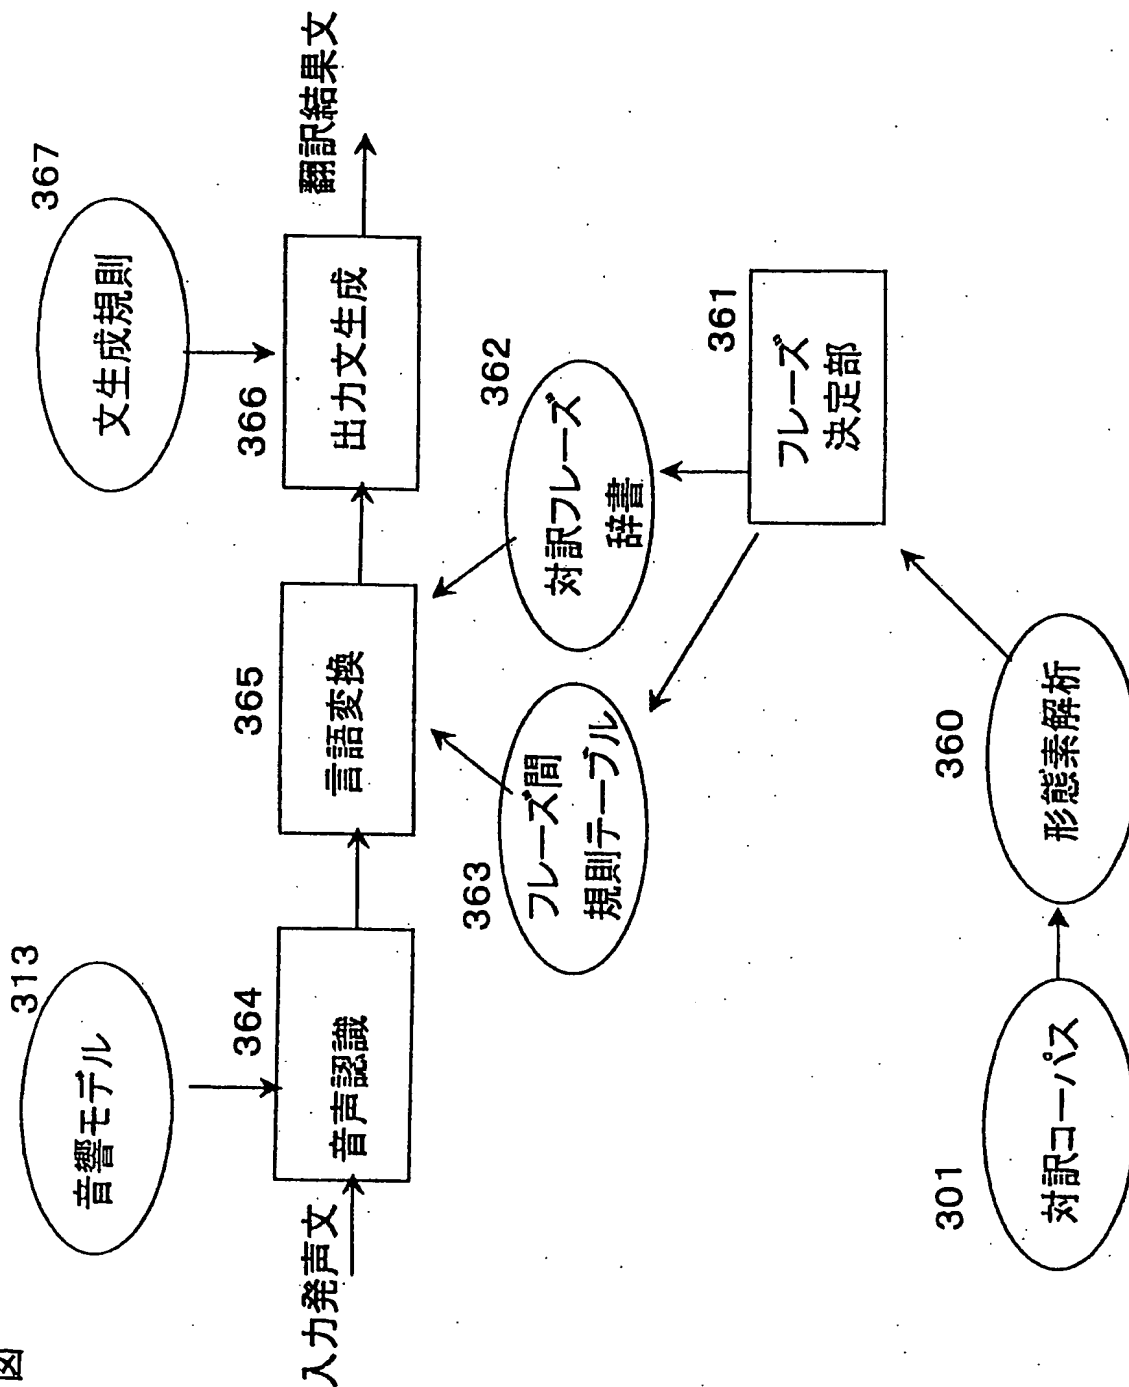 図
313
音響モデル
367
文生成規則
入力発声文
364
音声認識
365
言語変換
366
出力文生成
翻訳結果文
363
フレーズ間
規則テーブル
362
対訳フレーズ
辞書
361
フレーズ
決定部
301
対訳コーパス
360
形態素解析